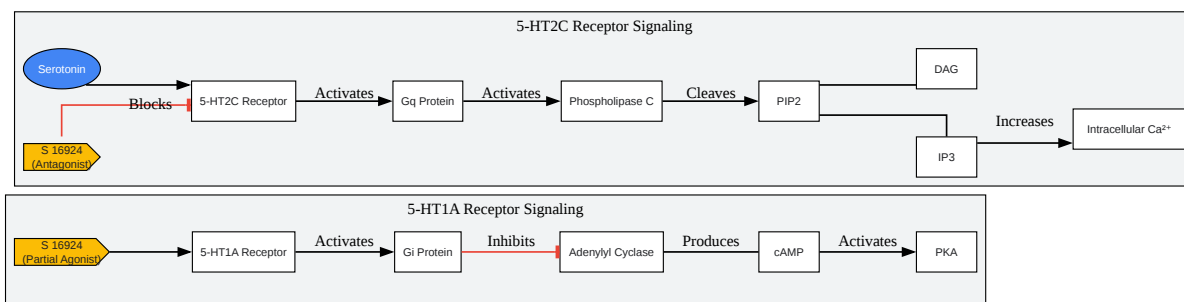 5-HT2C Receptor Signaling
Serotonin
Blocks
S 16924
(Antagonist)
5-HT2C Receptor
Activates
Gq Protein
Activates
Phospholipase C
Cleaves
PIP2
DAG
IP3
Increases
Intracellular Ca²⁺
5-HT1A Receptor Signaling
S 16924
(Partial Agonist)
5-HT1A Receptor
Activates
Gi Protein
Inhibits
Adenylyl Cyclase
Produces
cAMP
Activates
PKA